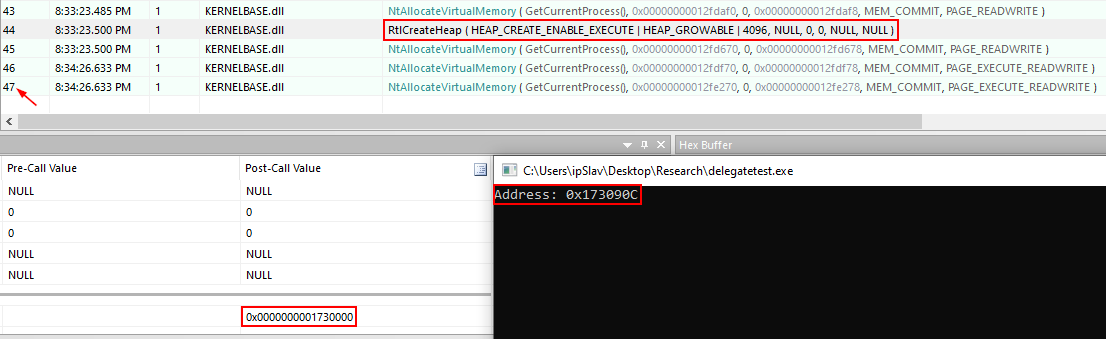 43 8:33:23.485 PM 1 KERNELBASE.dll NtAllocateVirtualMemory ( GetCurrentProcess(), 0x00000000012fdaf0, 0, 0x00000000012fdaf8, MEM_COMMIT, PAGE_READWRITE )
44 8:33:23.500 PM 1 KERNELBASE.dll RtlCreateHeap ( HEAP_CREATE_ENABLE_EXECUTE | HEAP_GROWABLE | 4096, NULL, 0, 0, NULL, NULL )
45 8:33:23.500 PM 1 KERNELBASE.dll NtAllocateVirtualMemory ( GetCurrentProcess(), 0x00000000012fd670, 0, 0x00000000012fd678, MEM_COMMIT, PAGE_READWRITE )
46 8:34:26.633 PM 1 KERNELBASE.dll NtAllocateVirtualMemory ( GetCurrentProcess(), 0x00000000012fdf70, 0, 0x00000000012fdf78, MEM_COMMIT, PAGE_EXECUTE_READWRITE )
47 8:34:26.633 PM 1 KERNELBASE.dll NtAllocateVirtualMemory ( GetCurrentProcess(), 0x00000000012fe270, 0, 0x00000000012fe278, MEM_COMMIT, PAGE_EXECUTE_READWRITE )
Hex Buffer
Pre-Call Value Post-Call Value
NULL NULL
0 0
0 0
NULL NULL
NULL NULL
0x0000000001730000
C:\Users\ipSlav\Desktop\Research\delegatetest.exe
Address: 0x173090C